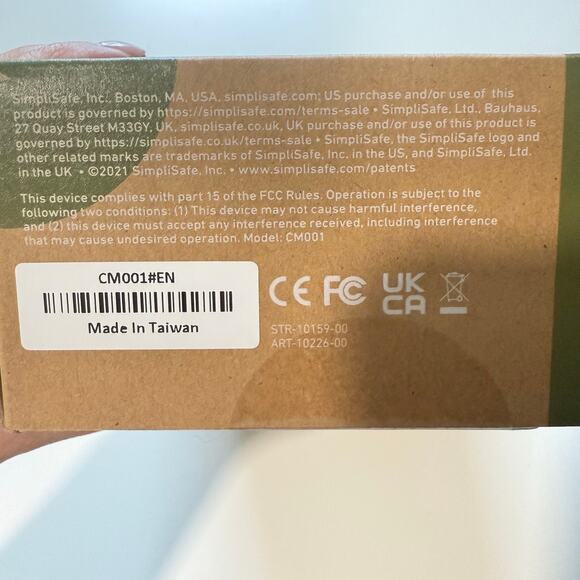 SimpliSafe, Inc., Boston, MA, USA, simplisafe.com; US purchase and/or use of this
product is governed by https://simplisafe.com/terms-sale • SimpliSafe, Ltd., Bauhaus,
27 Quay Street M33GY, UK, simplisafe.co.uk, UK purchase and/or use of this product is
governed by https://simplisafe.co.uk/terms-sale • SimpliSafe, the SimpliSafe logo and
other related marks are trademarks of SimpliSafe, Inc. in the US, and SimpliSafe, Ltd.
in the UK • ©2021 SimpliSafe, Inc. • www.simplisafe.com/patents
This device complies with part 15 of the FCC Rules. Operation is subject to the
following two conditions: (1) This device may not cause harmful interference,
and (2) this device must accept any interference received, including interference
that may cause undesired operation. Model: CM001
CM001#EN
Made In Taiwan
CE FC UK
CA
STR-10159-00
ART-10226-00